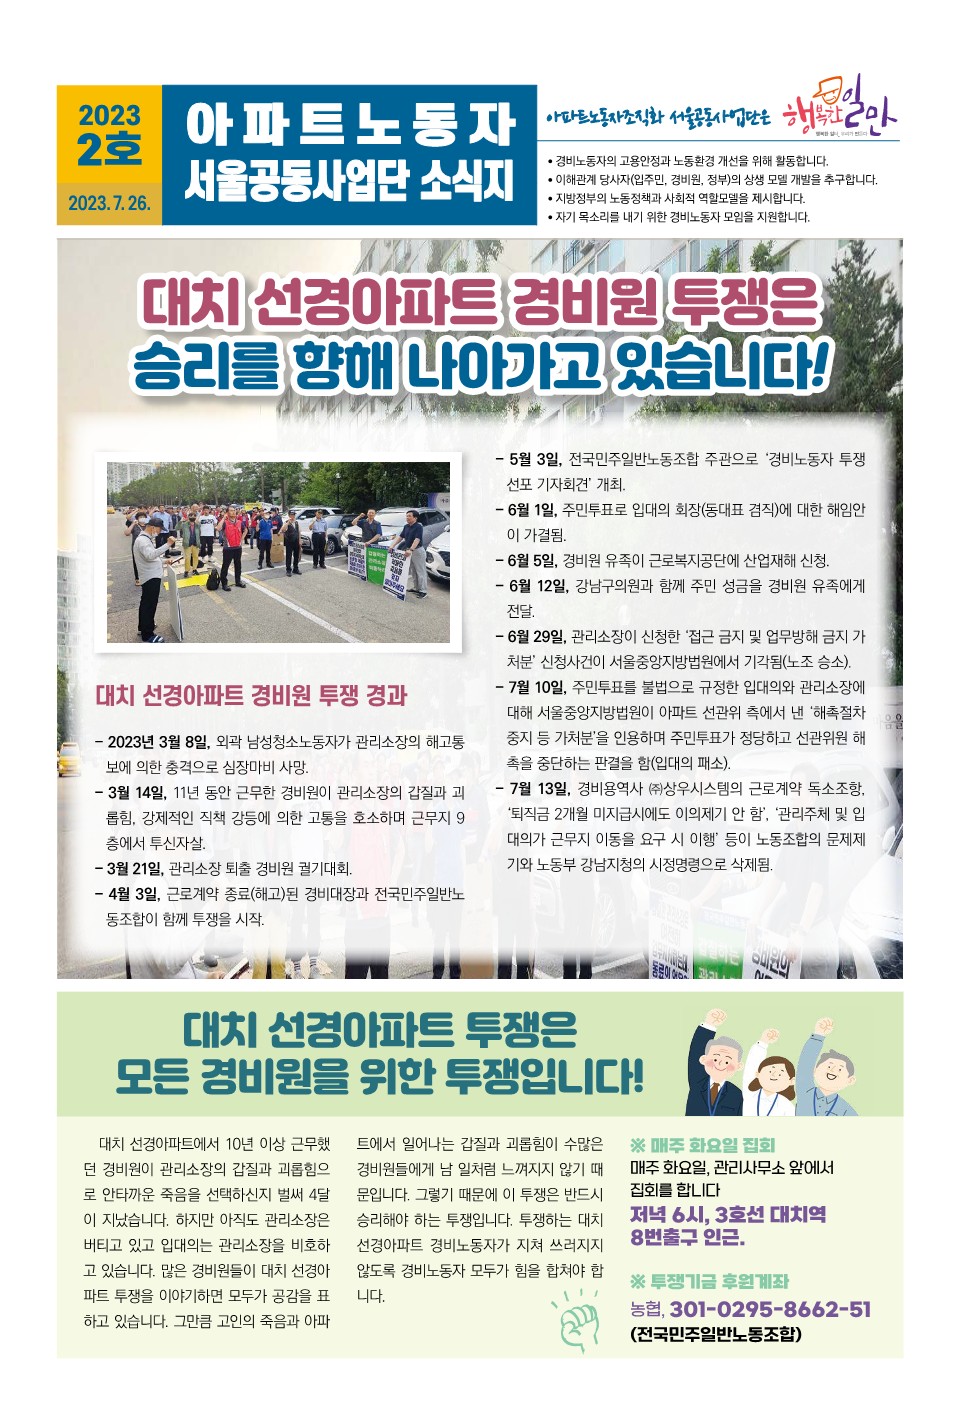 2023
2호
2023. 7. 26.
아파트노동자
서울공동사업단 소식지
아파트노동자조직화 서울공동사업단은
행복한일만
• 경비노동자의 고용안정과 노동환경 개선을 위해 활동합니다.
• 이해관계 당사자(입주민, 경비원, 정부)의 상생 모델 개발을 추구합니다.
• 지방정부의 노동정책과 사회적 역할모델을 제시합니다.
• 자기 목소리를 내기 위한 경비노동자 모임을 지원합니다.
대치 선경아파트 경비원 투쟁은
승리를 향해 나아가고 있습니다!
대치 선경아파트 경비원 투쟁 경과
– 2023년 3월 8일, 외곽 남성청소노동자가 관리소장의 해고통
보에 의한 충격으로 심장마비 사망.
– 3월 14일, 11년 동안 근무한 경비원이 관리소장의 갑질과 괴
롭힘, 강제적인 직책 강등에 의한 고통을 호소하며 근무지 9
층에서 투신자살.
– 3월 21일, 관리소장 퇴출 경비원 궐기대회.
– 4월 3일, 근로계약 종료(해고)된 경비대장과 전국민주일반노
동조합이 함께 투쟁을 시작.
– 5월 3일, 전국민주일반노동조합 주관으로 ‘경비노동자 투쟁
선포 기자회견’ 개최.
– 6월 1일, 주민투표로 입대의 회장(동대표 겸직)에 대한 해임안
이 가결됨.
– 6월 5일, 경비원 유족이 근로복지공단에 산업재해 신청.
– 6월 12일, 강남구의원과 함께 주민 성금을 경비원 유족에게
전달.
– 6월 29일, 관리소장이 신청한 ‘접근 금지 및 업무방해 금지 가
처분’ 신청사건이 서울중앙지방법원에서 기각됨(노조 승소).
– 7월 10일, 주민투표를 불법으로 규정한 입대의와 관리소장에
대해 서울중앙지방법원이 아파트 선관위 측에서 낸 ‘해촉절차
중지 등 가처분’을 인용하며 주민투표가 정당하고 선관위원 해
촉을 중단하는 판결을 함(입대의 패소).
– 7월 13일, 경비용역사 ㈜상우시스템의 근로계약 독소조항,
‘퇴직금 2개월 미지급시에도 이의제기 안 함’, ‘관리주체 및 입
대의가 근무지 이동을 요구 시 이행’ 등이 노동조합의 문제제
기와 노동부 강남지청의 시정명령으로 삭제됨.
대치 선경아파트 투쟁은
모든 경비원을 위한 투쟁입니다!
대치 선경아파트에서 10년 이상 근무했
던 경비원이 관리소장의 갑질과 괴롭힘으
로 안타까운 죽음을 선택하신지 벌써 4달
이 지났습니다. 하지만 아직도 관리소장은
버티고 있고 입대의는 관리소장을 비호하
고 있습니다. 많은 경비원들이 대치 선경아
파트 투쟁을 이야기하면 모두가 공감을 표
하고 있습니다. 그만큼 고인의 죽음과 아파
트에서 일어나는 갑질과 괴롭힘이 수많은
경비원들에게 남 일처럼 느껴지지 않기 때
문입니다. 그렇기 때문에 이 투쟁은 반드시
승리해야 하는 투쟁입니다. 투쟁하는 대치
선경아파트 경비노동자가 지쳐 쓰러지지
않도록 경비노동자 모두가 힘을 합쳐야 합
니다.
※ 매주 화요일 집회
매주 화요일, 관리사무소 앞에서
집회를 합니다
저녁 6시, 3호선 대치역
8번출구 인근.
※ 투쟁기금 후원계좌
농협, 301-0295-8662-51
(전국민주일반노동조합)